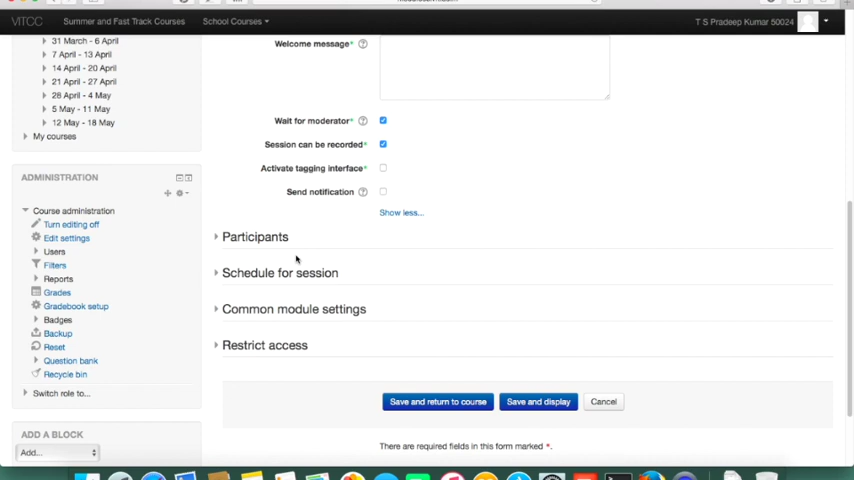 VITCC Summer and Fast Track Courses School Courses T S Pradeep Kumar 50024
31 March - 6 April
7 April - 13 April
14 April - 20 April
21 April - 27 April
28 April - 4 May
5 May - 11 May
12 May - 18 May
My courses
ADMINISTRATION
Course administration
Turn editing off
Edit settings
Users
Filters
Reports
Grades
Gradebook setup
Badges
Backup
Reset
Question bank
Recycle bin
Switch role to...
ADD A BLOCK
Add...
Welcome message*
Wait for moderator*
Session can be recorded*
Activate tagging interface*
Send notification
Show less...
Participants
Schedule for session
Common module settings
Restrict access
Save and return to course Save and display Cancel
There are required fields in this form marked *.